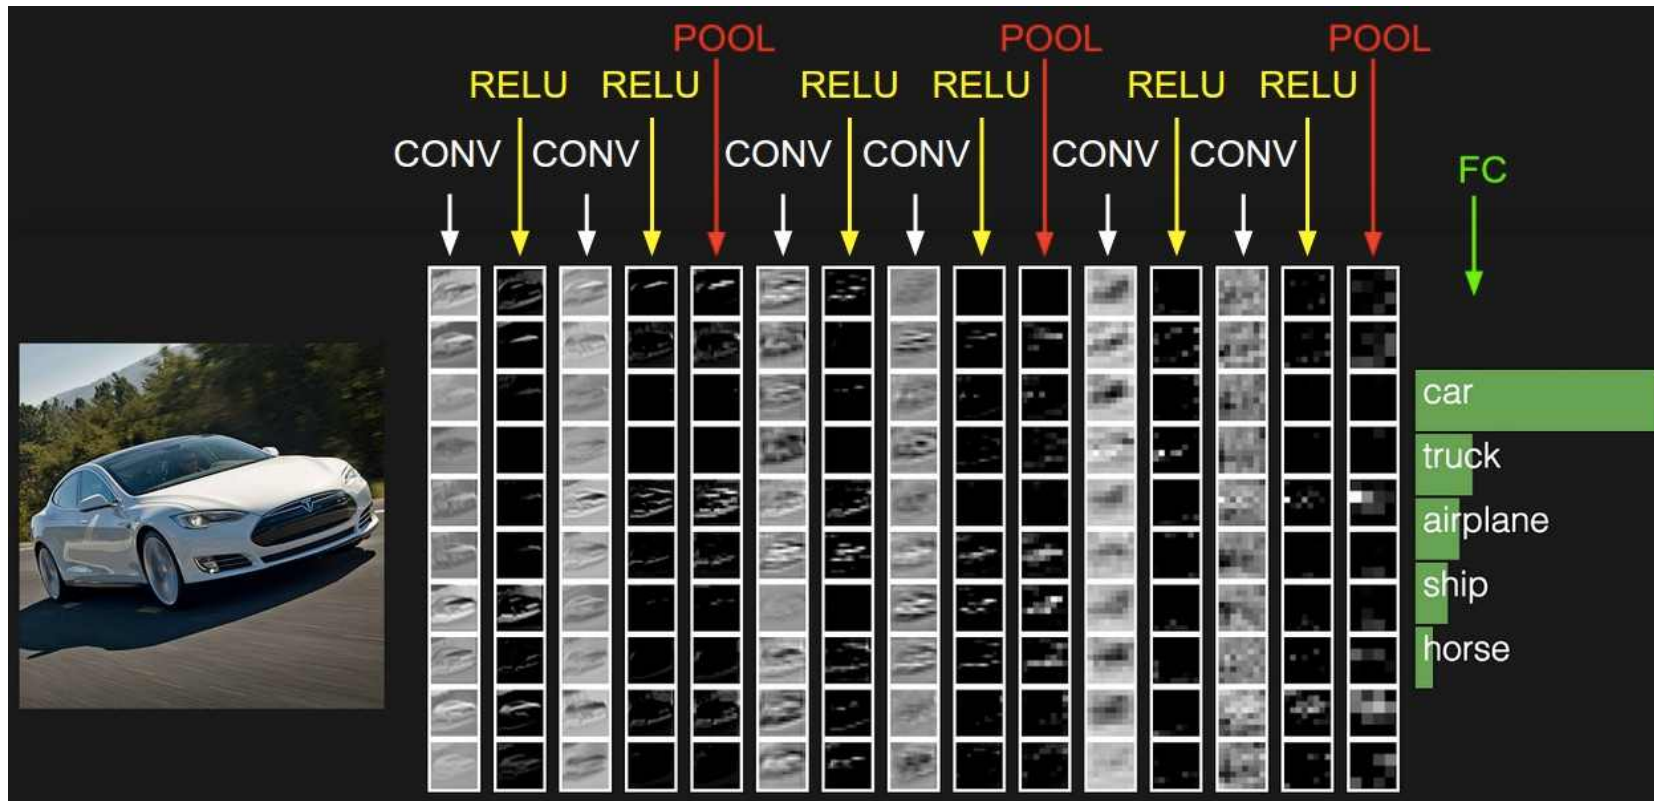 POOL POOL POOL
RELU RELU RELU RELU RELU RELU
CONV CONV CONV CONV CONV CONV
FC
car
truck
airplane
ship
horse